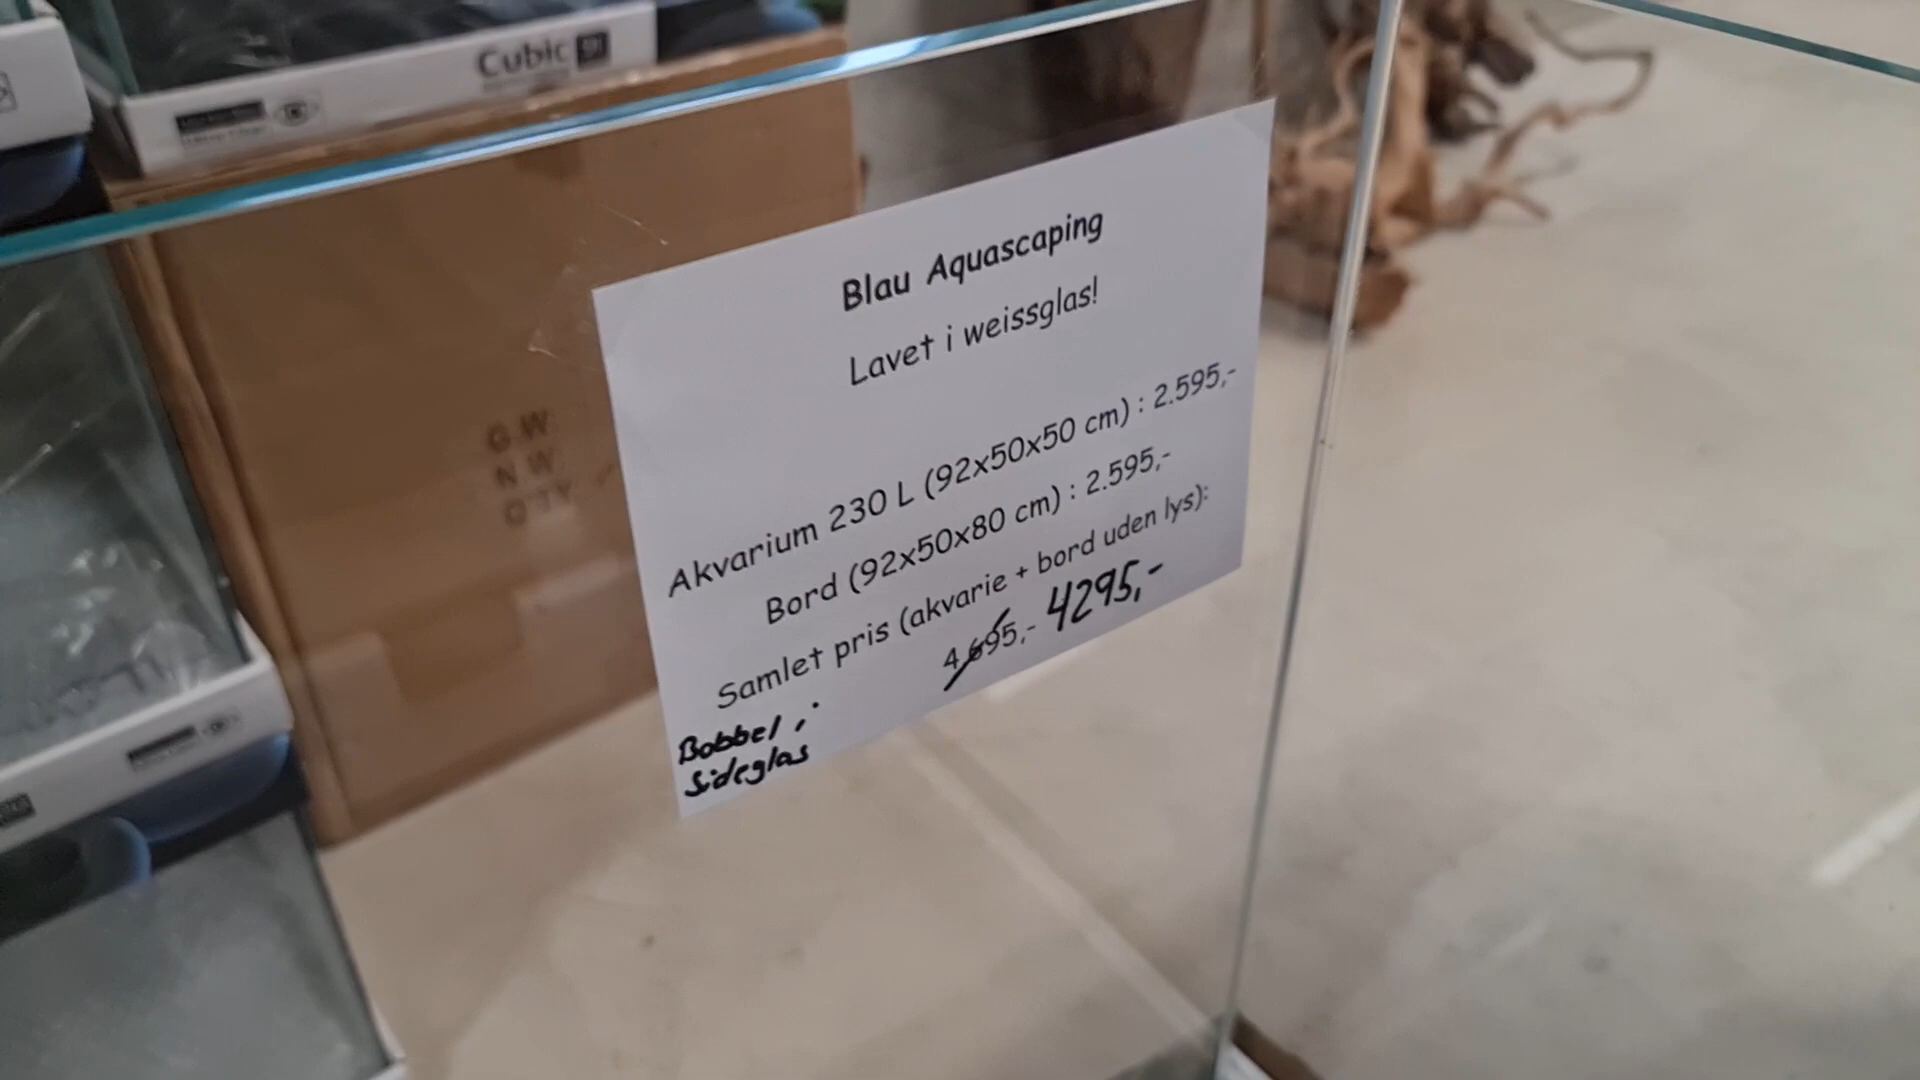 Cubic
Blau Aquascaping
Lavet i weissglas!
Akvarium 230 L (92x50x50 cm) : 2.595,-
Bord (92x50x80 cm) : 2.595,-
Samlet pris (akvarie + bord uden lys):
4.695,- 4295,-
Bobbel i
Sideglas
G.W.
N.W.
Q'TY